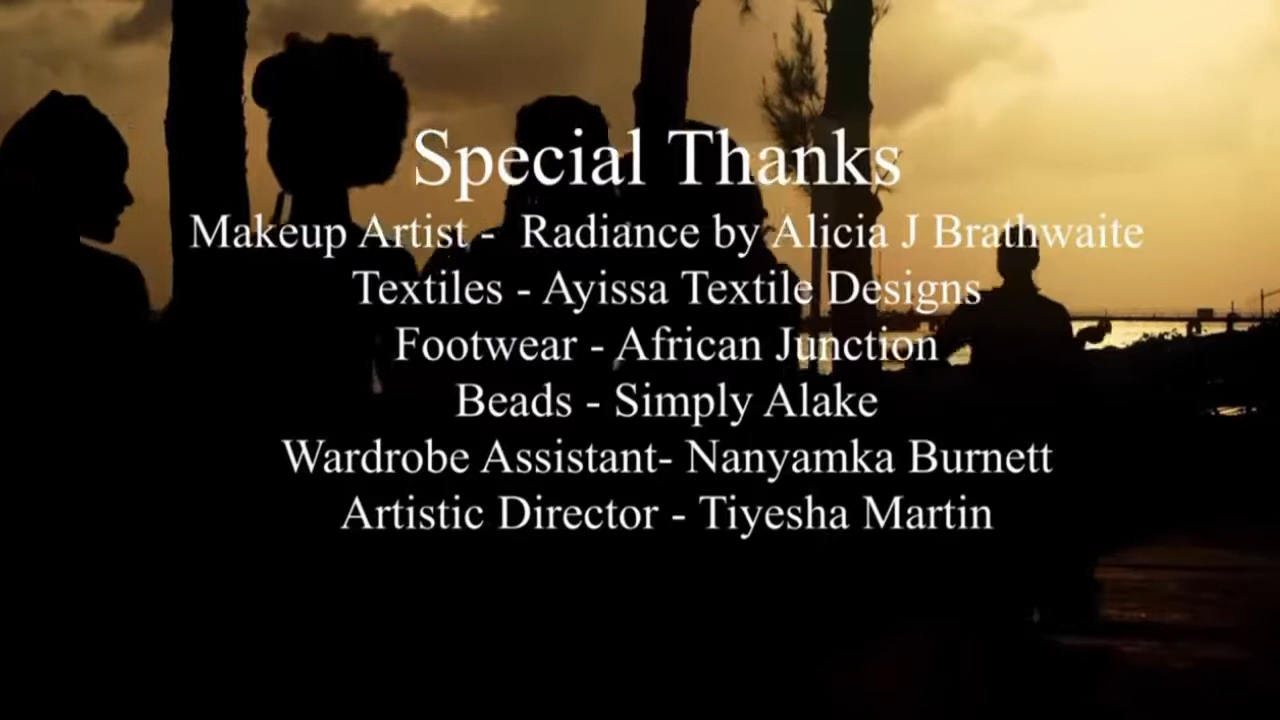 Special Thanks
Makeup Artist - Radiance by Alicia J Brathwaite
Textiles - Ayissa Textile Designs
Footwear - African Junction
Beads - Simply Alake
Wardrobe Assistant- Nanyamka Burnett
Artistic Director - Tiyesha Martin